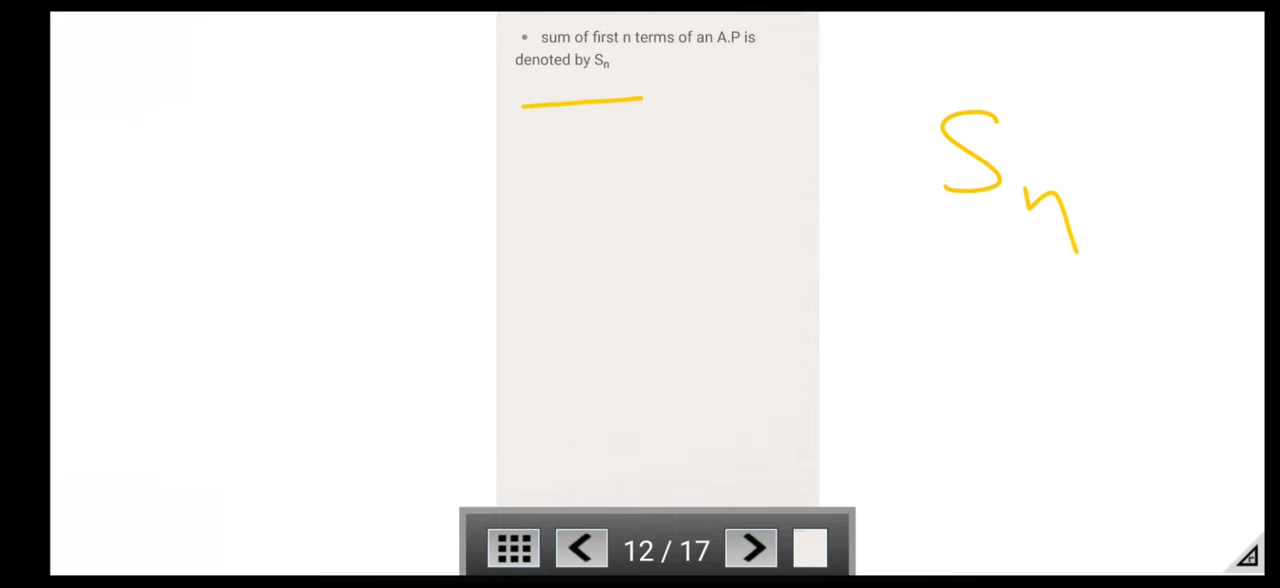 • sum of first n terms of an A.P is
denoted by Sₙ
Sₙ
12 / 17